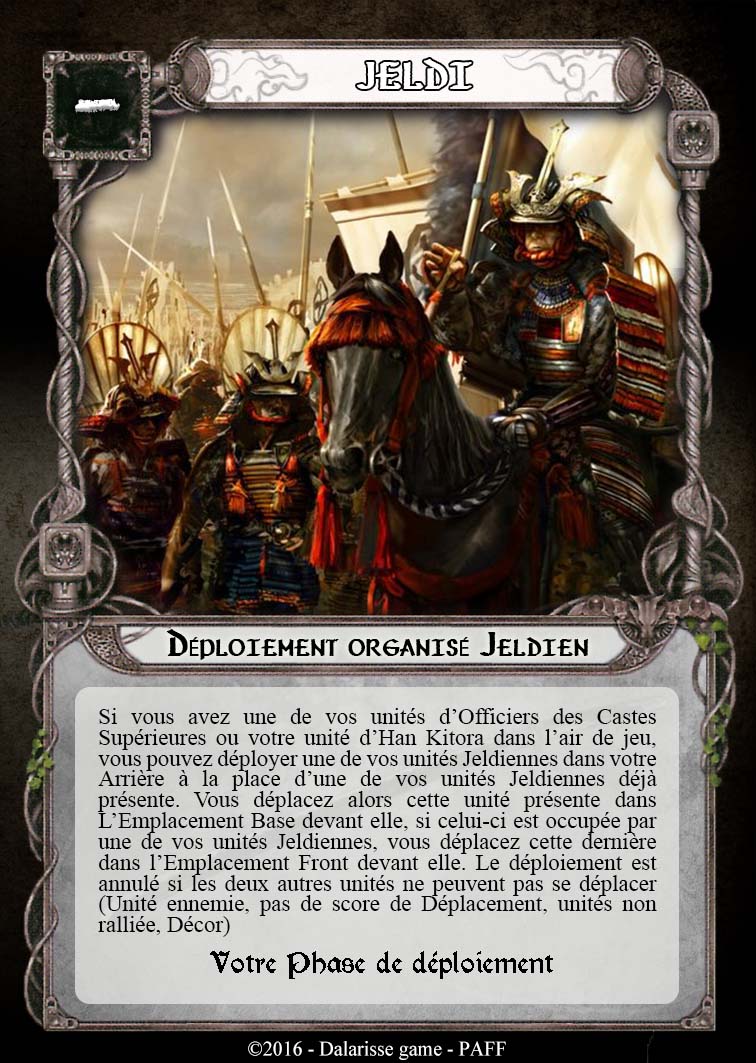 JELDI
Déploiement organisé Jeldien
Si vous avez une de vos unités d'Officiers des Castes
Supérieures ou votre unité d'Han Kitora dans l'air de jeu,
vous pouvez déployer une de vos unités Jeldiennes dans votre
Arrière à la place d'une de vos unités Jeldiennes déjà
présente. Vous déplacez alors cette unité présente dans
L'Emplacement Base devant elle, si celui-ci est occupée par
une de vos unités Jeldiennes, vous déplacez cette dernière
dans l'Emplacement Front devant elle. Le déploiement est
annulé si les deux autres unités ne peuvent pas se déplacer
(Unité ennemie, pas de score de Déplacement, unités non
ralliée, Décor)
Votre Phase de déploiement
©2016 - Dalarisse game - PAFF